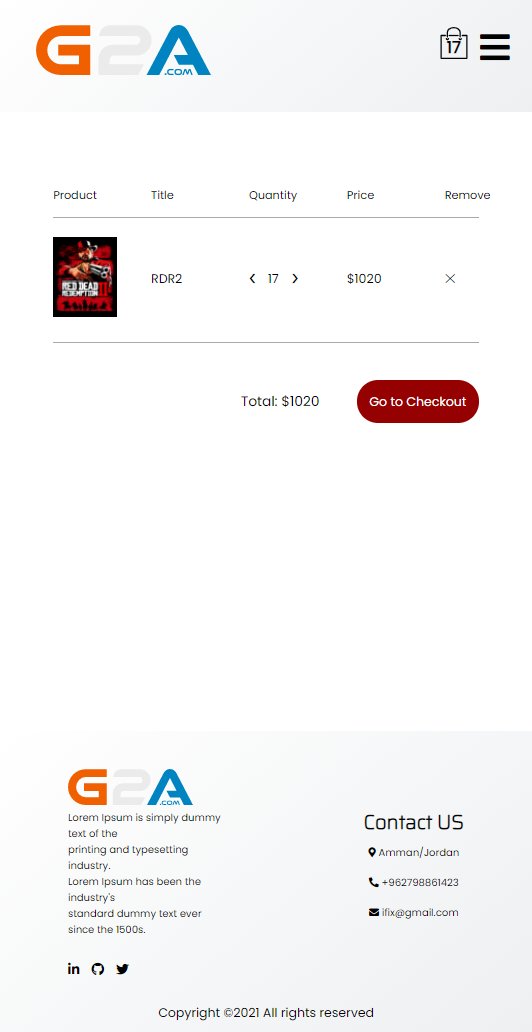 G2A
.COM
17
Product Title Quantity Price Remove
RED DEAD
REDEMPTION II
RDR2 17 $1020
Total: $1020 Go to Checkout
G2A
.COM
Lorem Ipsum is simply dummy
text of the
printing and typesetting
industry.
Lorem Ipsum has been the
industry's
standard dummy text ever
since the 1500s.
in
Contact US
Amman/Jordan
+962798861423
ifix@gmail.com
Copyright ©2021 All rights reserved